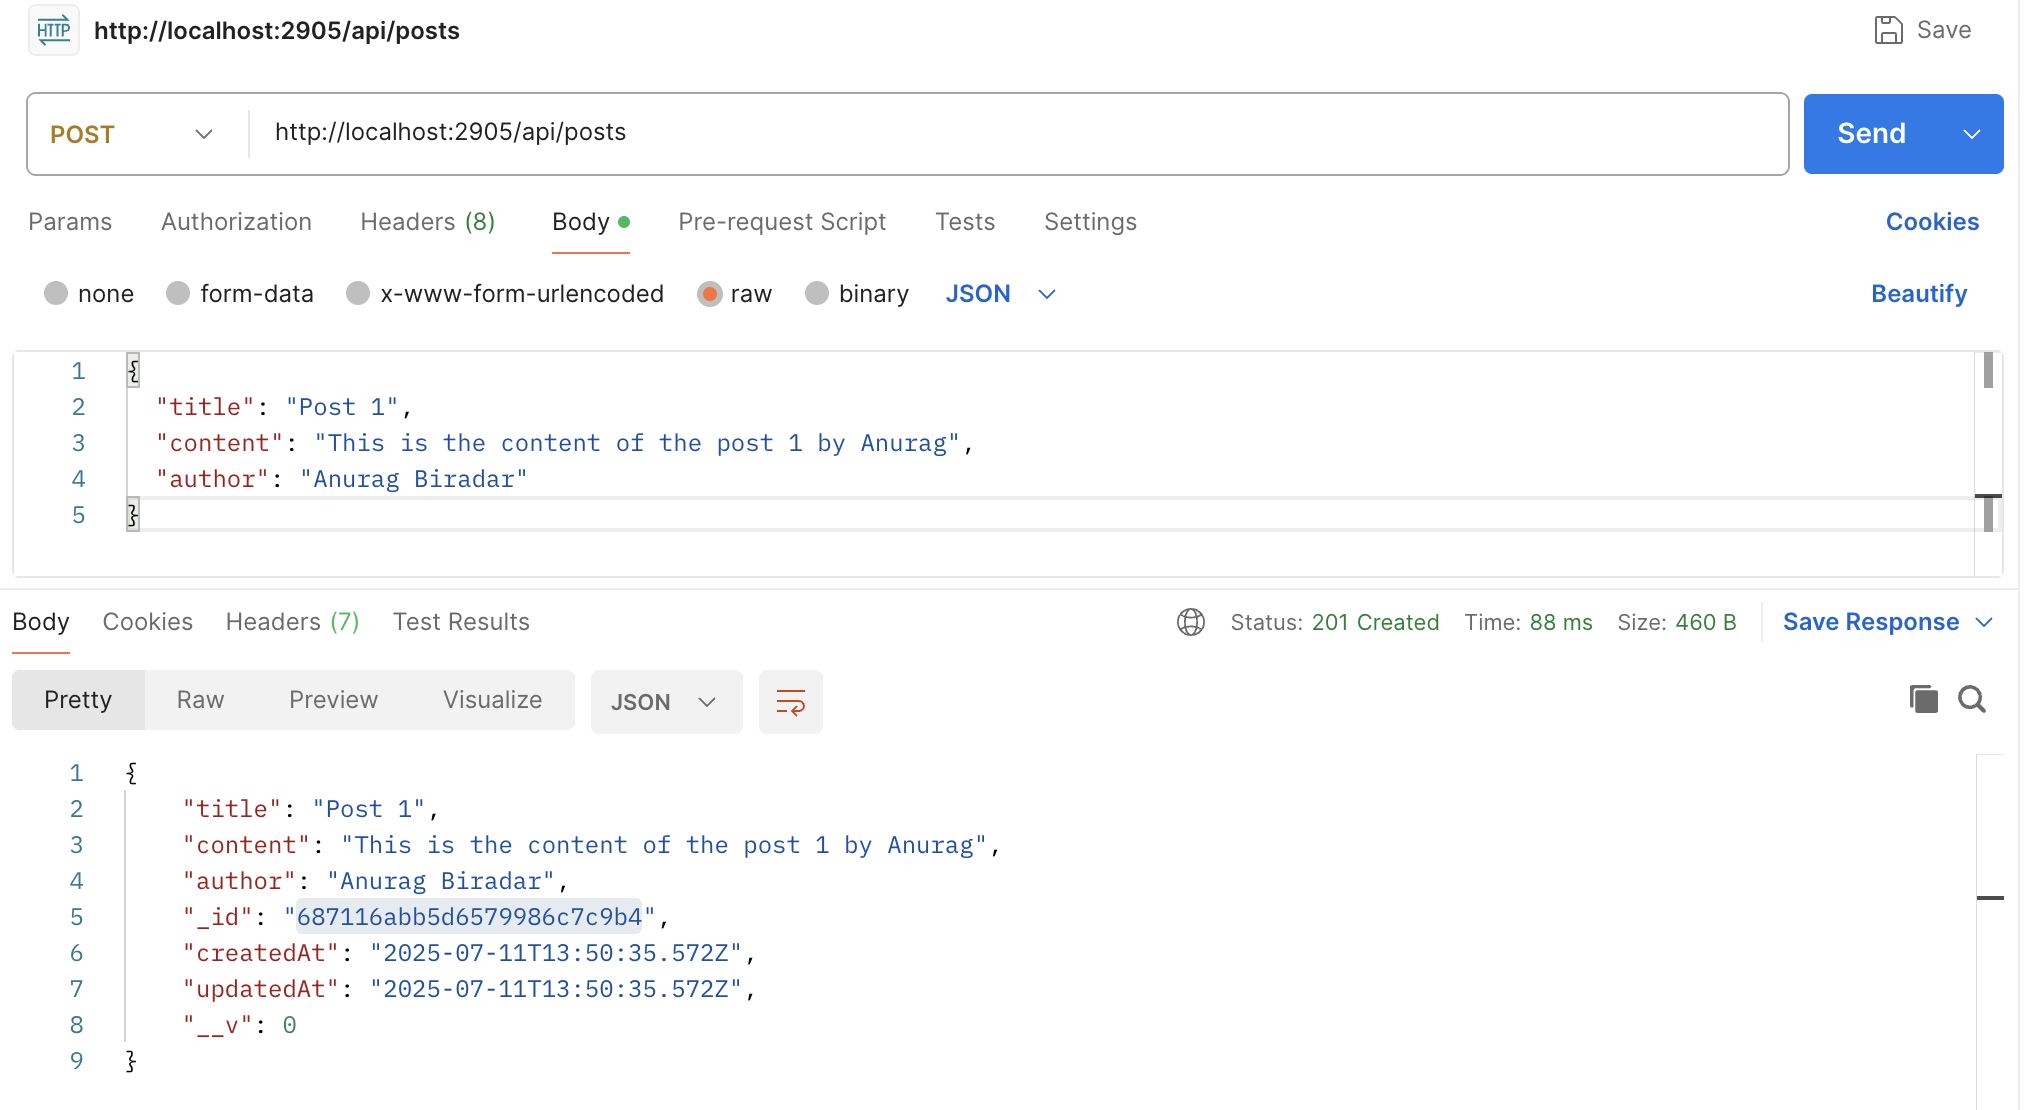 HTTP http://localhost:2905/api/posts Save
POST http://localhost:2905/api/posts Send
Params Authorization Headers (8) Body Pre-request Script Tests Settings Cookies
none form-data x-www-form-urlencoded raw binary JSON Beautify
1 {
2 "title": "Post 1",
3 "content": "This is the content of the post 1 by Anurag",
4 "author": "Anurag Biradar"
5 }
Body Cookies Headers (7) Test Results Status: 201 Created Time: 88 ms Size: 460 B Save Response
Pretty Raw Preview Visualize JSON
1 {
2 "title": "Post 1",
3 "content": "This is the content of the post 1 by Anurag",
4 "author": "Anurag Biradar",
5 "_id": "687116abb5d6579986c7c9b4",
6 "createdAt": "2025-07-11T13:50:35.572Z",
7 "updatedAt": "2025-07-11T13:50:35.572Z",
8 "__v": 0
9 }